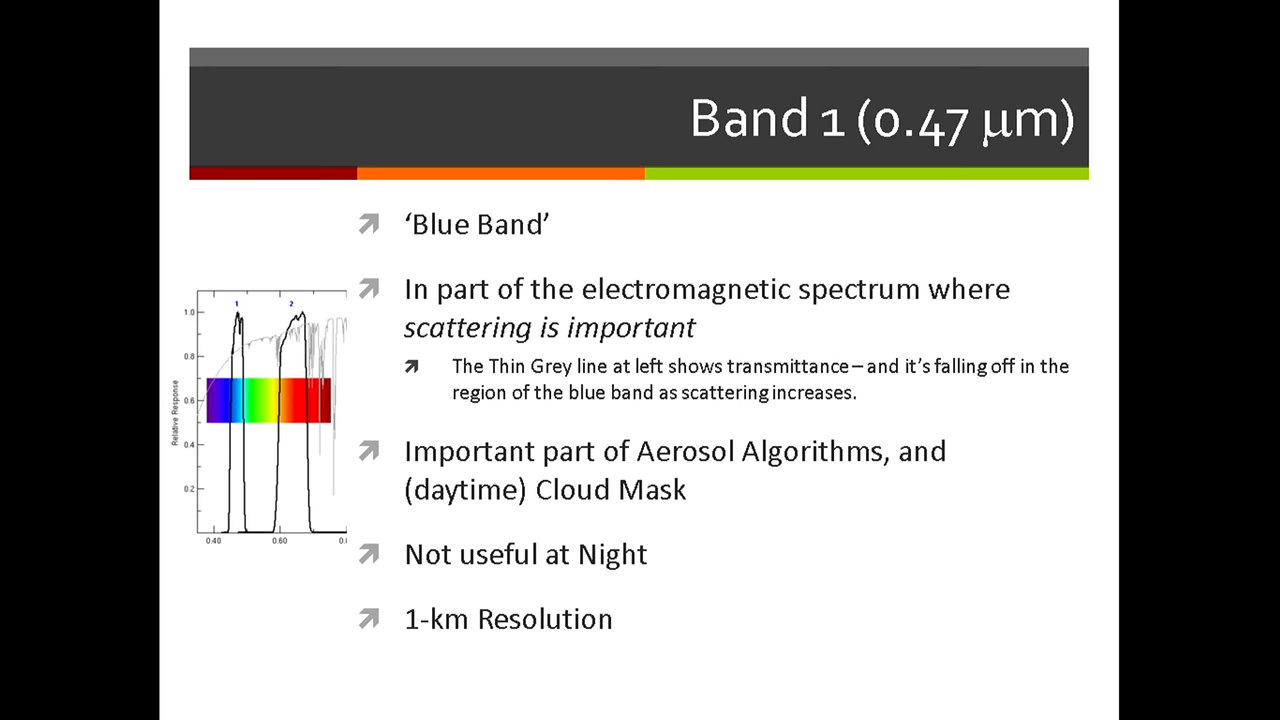 Band 1 (0.47 μm)
‘Blue Band’
In part of the electromagnetic spectrum where
scattering is important
The Thin Grey line at left shows transmittance – and it’s falling off in the
region of the blue band as scattering increases.
Important part of Aerosol Algorithms, and
(daytime) Cloud Mask
Not useful at Night
1-km Resolution
1 2
1.0
0.8
0.6
0.4
0.2
Relative Response
0.40 0.60